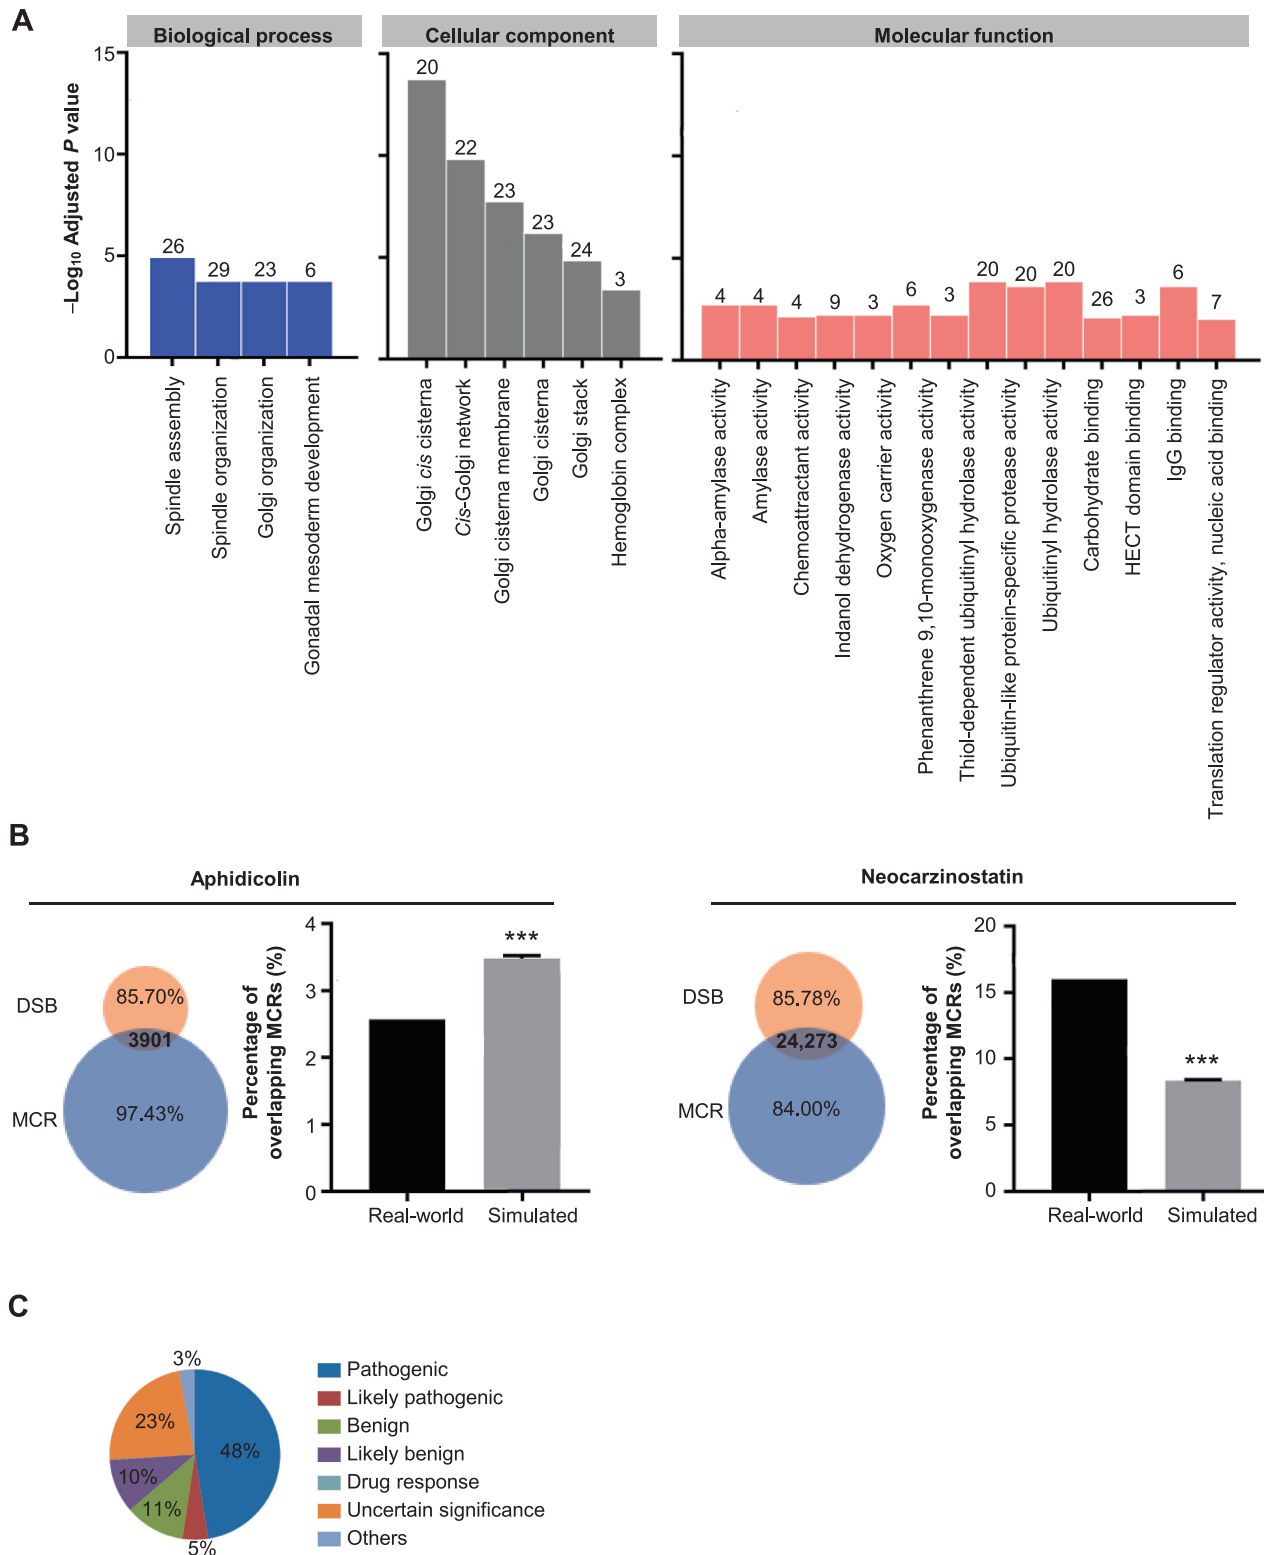 A
Biological process
Cellular component
Molecular function
–Log10 Adjusted P value
15
10
5
0
26
29
23
6
20
22
23
23
24
3
4
4
4
9
3
6
3
20
20
20
26
3
6
7
Spindle assembly
Spindle organization
Golgi organization
Gonadal mesoderm development
Golgi cis cisterna
Cis-Golgi network
Golgi cisterna membrane
Golgi cisterna
Golgi stack
Hemoglobin complex
Alpha-amylase activity
Amylase activity
Chemoattractant activity
Indanol dehydrogenase activity
Oxygen carrier activity
Phenanthrene 9,10-monooxygenase activity
Thiol-dependent ubiquitinyl hydrolase activity
Ubiquitin-like protein-specific protease activity
Ubiquitinyl hydrolase activity
Carbohydrate binding
HECT domain binding
IgG binding
Translation regulator activity, nucleic acid binding
B
Aphidicolin
DSB
85.70%
3901
MCR
97.43%
Percentage of
overlapping MCRs (%)
4
3
2
1
0
***
Real-world
Simulated
Neocarzinostatin
DSB
85.78%
24,273
MCR
84.00%
Percentage of
overlapping MCRs (%)
20
15
10
5
0
***
Real-world
Simulated
C
3%
23%
48%
10%
11%
5%
Pathogenic
Likely pathogenic
Benign
Likely benign
Drug response
Uncertain significance
Others